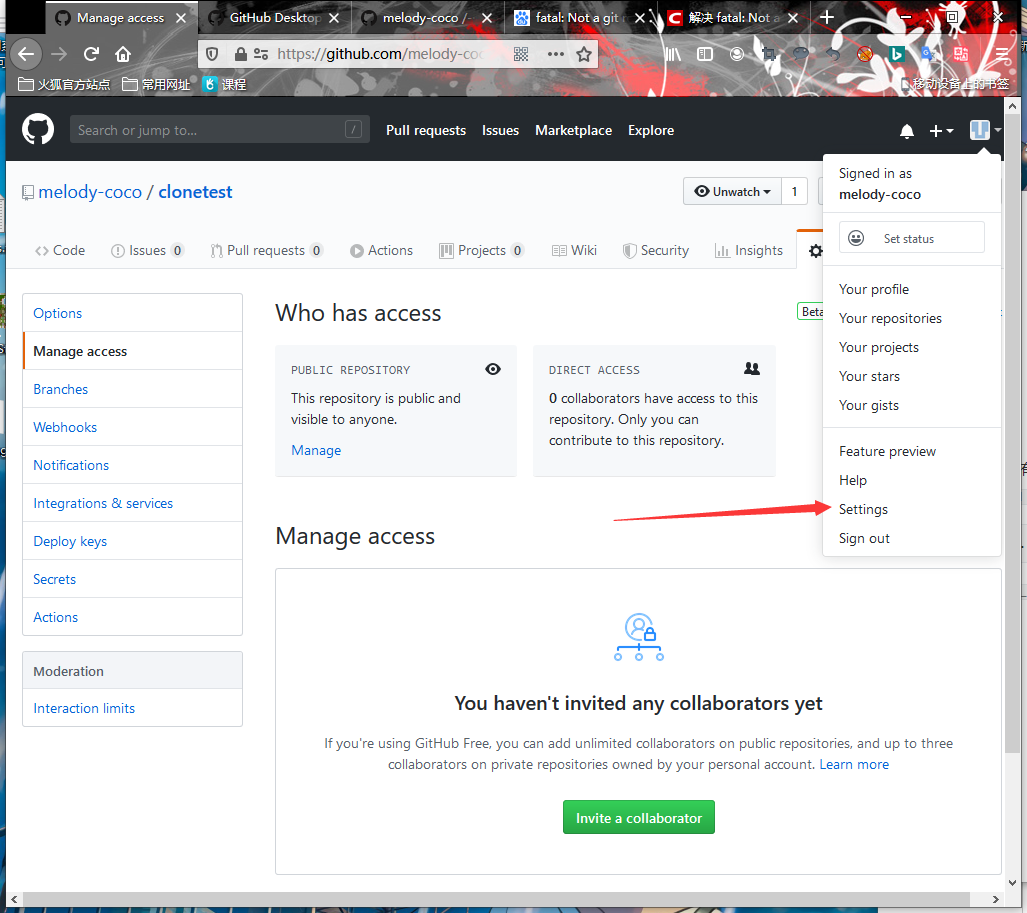 Manage access
GitHub Desktop
melody-coco /
fatal: Not a git
解决 fatal: Not a
https://github.com/melody-coc
火狐官方站点
常用网址
课程
移动设备上的书签
Search or jump to...
/
Pull requests
Issues
Marketplace
Explore
Signed in as
melody-coco
melody-coco / clonetest
Unwatch
1
Set status
Code
Issues 0
Pull requests 0
Actions
Projects 0
Wiki
Security
Insights
Your profile
Your repositories
Your projects
Your stars
Your gists
Feature preview
Help
Settings
Sign out
Options
Manage access
Branches
Webhooks
Notifications
Integrations & services
Deploy keys
Secrets
Actions
Moderation
Interaction limits
Who has access
Beta
PUBLIC REPOSITORY
This repository is public and
visible to anyone.
Manage
DIRECT ACCESS
0 collaborators have access to this
repository. Only you can
contribute to this repository.
Manage access
You haven't invited any collaborators yet
If you're using GitHub Free, you can add unlimited collaborators on public repositories, and up to three
collaborators on private repositories owned by your personal account. Learn more
Invite a collaborator